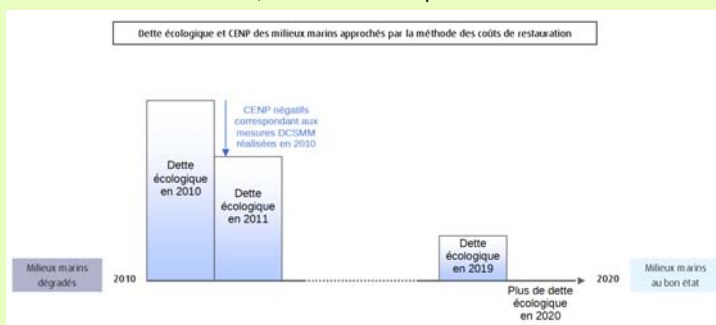 Dette écologique et CENP des milieux marins approchés par la méthode des coûts de restauration
CENP négatifs
correspondant aux
mesures DCSMM
réalisées en 2010
Dette
écologique
en 2010
Dette
écologique
en 2011
Dette
écologique
en 2019
Milieux marins
dégradés
2010
2020
Milieux marins
au bon état
Plus de dette
écologique
en 2020